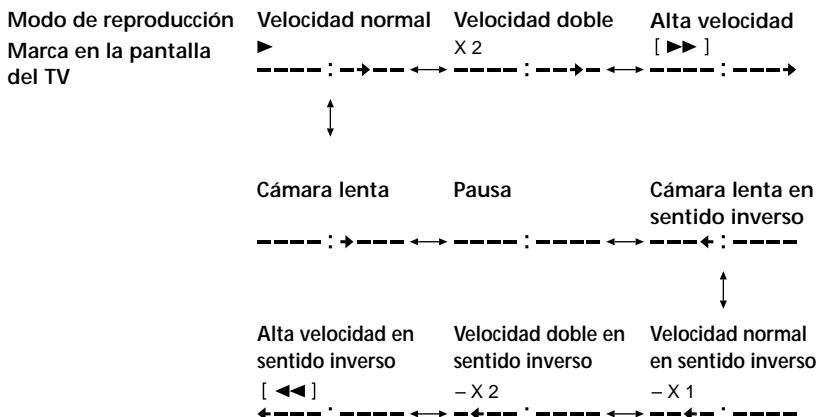 Modo de reproducción Velocidad normal Velocidad doble Alta velocidad
Marca en la pantalla del TV ► X 2 [ ►► ]
Cámara lenta Pausa Cámara lenta en sentido inverso
Alta velocidad en sentido inverso Velocidad doble en sentido inverso Velocidad normal en sentido inverso
[ ◄◄ ] – X 2 – X 1